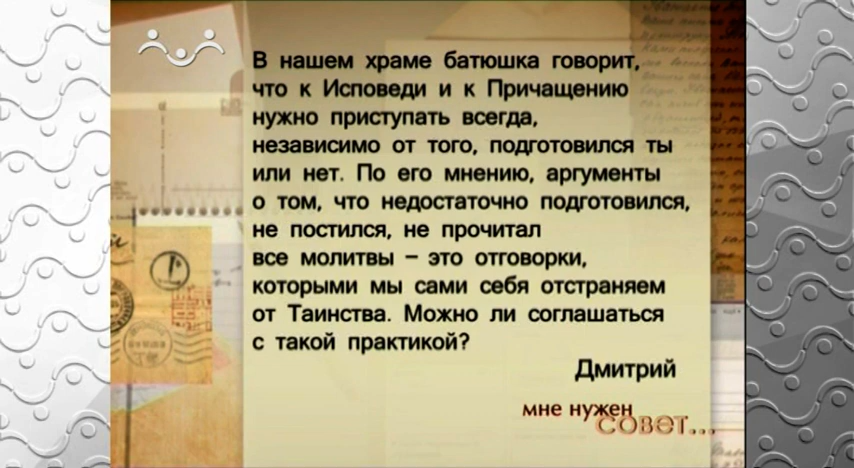 В нашем храме батюшка говорит,
что к Исповеди и к Причащению
нужно приступать всегда,
независимо от того, подготовился ты
или нет. По его мнению, аргументы
о том, что недостаточно подготовился,
не постился, не прочитал
все молитвы – это отговорки,
которыми мы сами себя отстраняем
от Таинства. Можно ли соглашаться
с такой практикой?
Дмитрий
мне нужен
совет...